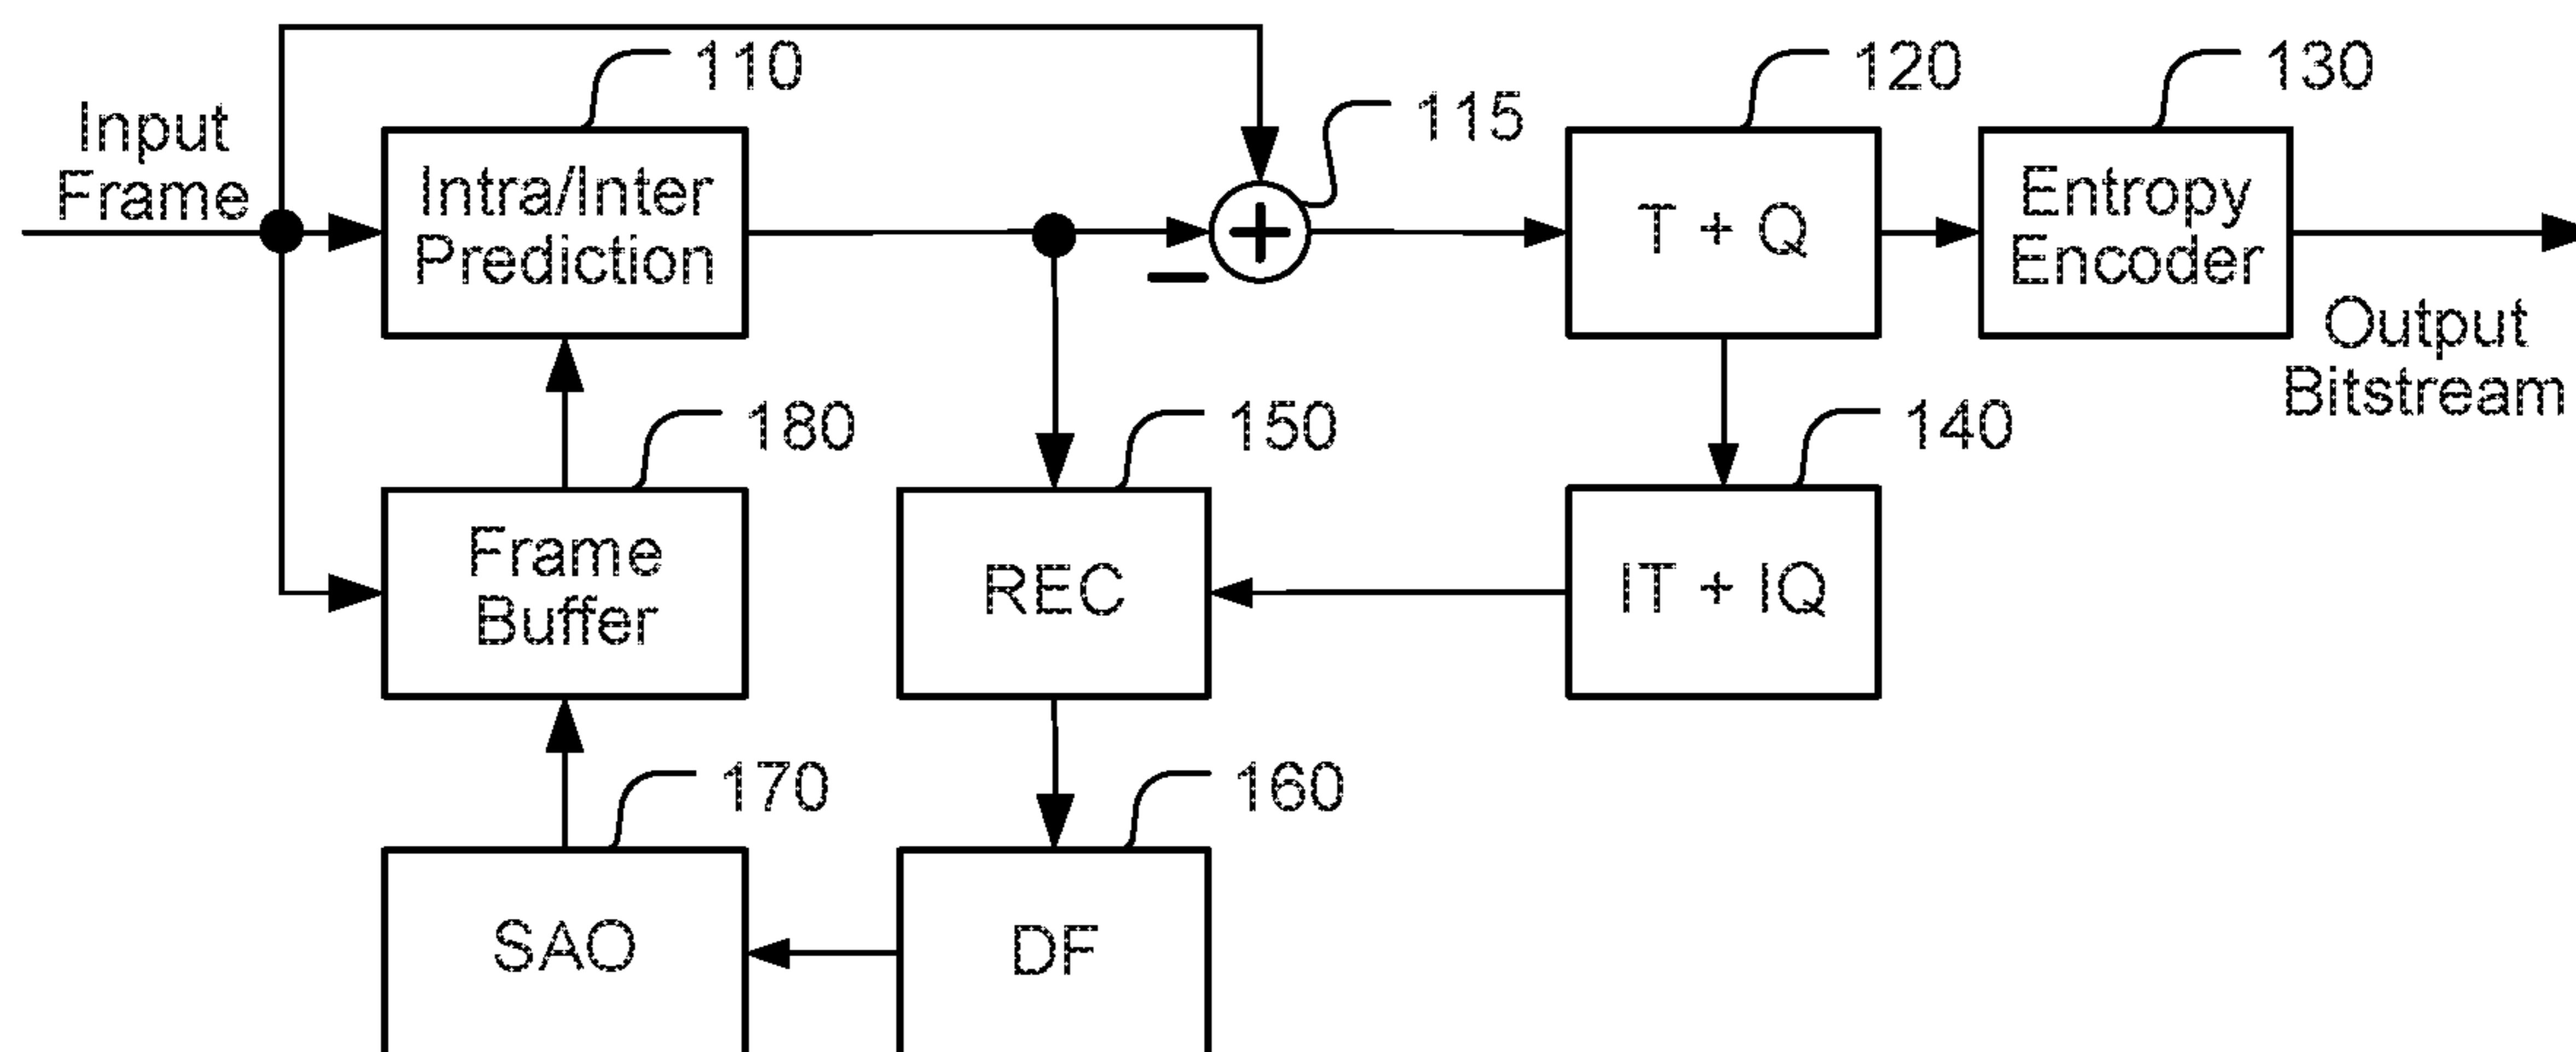 110
115
120
130
Input
Frame
Intra/Inter
Prediction
T + Q
Entropy
Encoder
Output
Bitstream
180
150
140
Frame
Buffer
REC
IT + IQ
170
160
SAO
DF